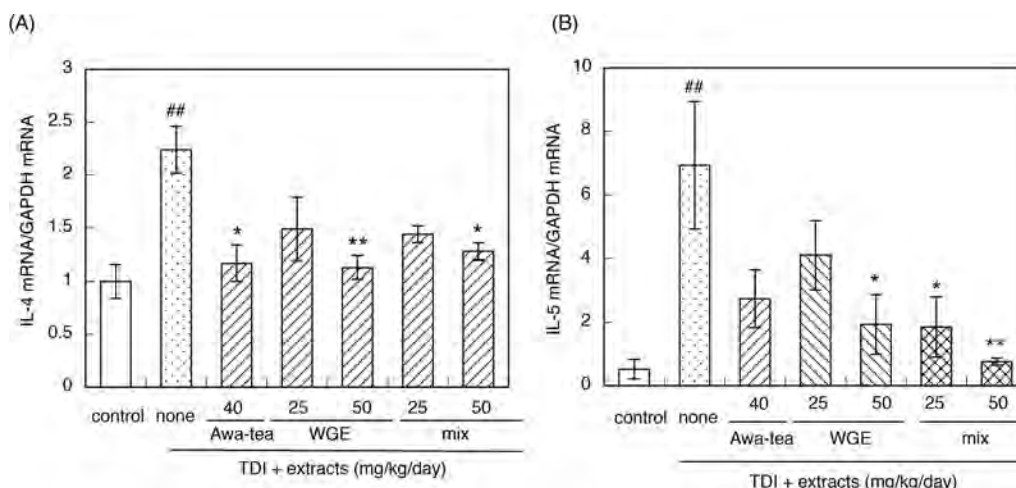 (A)
IL-4 mRNA/GAPDH mRNA
3
2.5
2
1.5
1
0.5
0
##
*
**
*
control
none
40
25
50
25
50
Awa-tea
WGE
mix
TDI + extracts (mg/kg/day)
(B)
IL-5 mRNA/GAPDH mRNA
10
8
6
4
2
0
##
*
*
**
control
none
40
25
50
25
50
Awa-tea
WGE
mix
TDI + extracts (mg/kg/day)